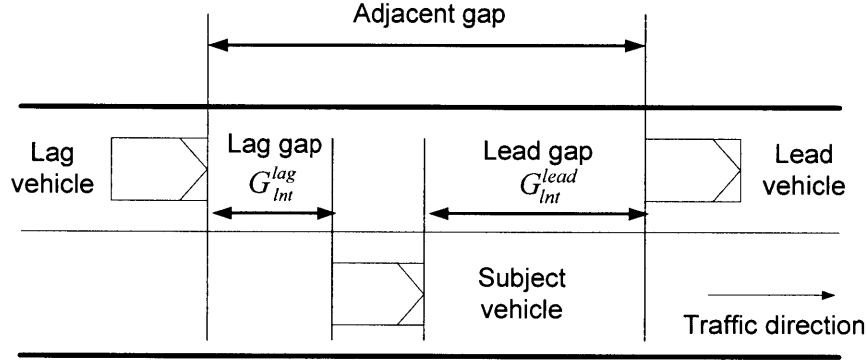 Adjacent gap
Lag
vehicle
Lag gap
G_{lnt}^{lag}
Lead gap
G_{lnt}^{lead}
Lead
vehicle
Subject
vehicle
Traffic direction